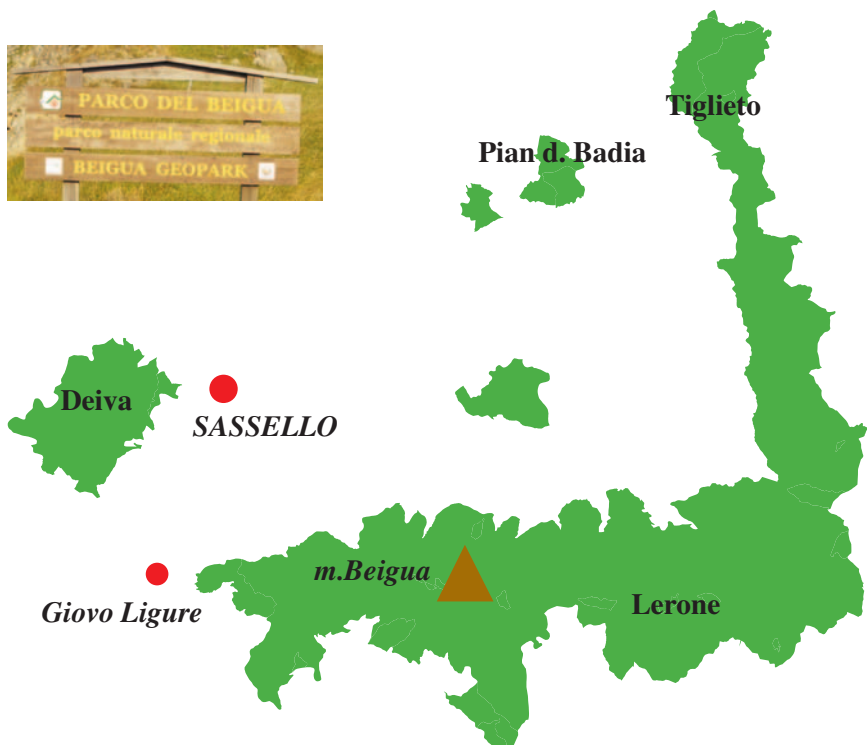 PARCO DEL BEIGUA
parco naturale regionale
BEIGUA GEOPARK
Tiglieto
Pian d. Badia
Deiva
SASSELLO
m.Beigua
Giovo Ligure
Lerone